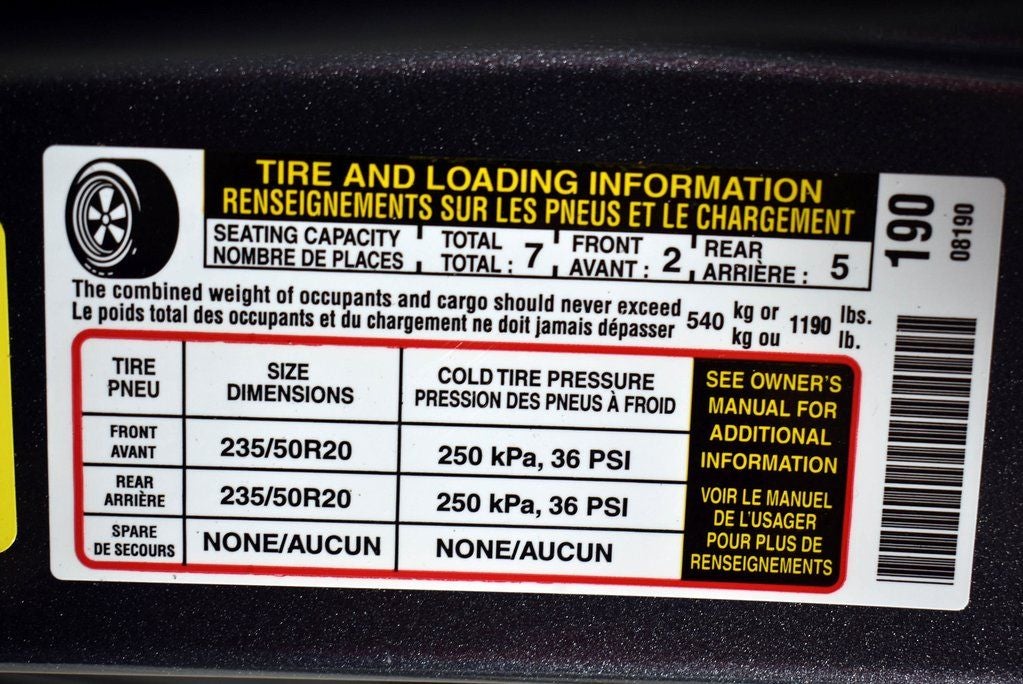 TIRE AND LOADING INFORMATION
RENSEIGNEMENTS SUR LES PNEUS ET LE CHARGEMENT
SEATING CAPACITY TOTAL FRONT REAR
NOMBRE DE PLACES TOTAL : 7 AVANT : 2 ARRIÈRE : 5
The combined weight of occupants and cargo should never exceed 540 kg or 1190 lbs.
Le poids total des occupants et du chargement ne doit jamais dépasser kg ou lb.
TIRE SIZE COLD TIRE PRESSURE
PNEU DIMENSIONS PRESSION DES PNEUS À FROID
FRONT
AVANT 235/50R20 250 kPa, 36 PSI
REAR
ARRIÈRE 235/50R20 250 kPa, 36 PSI
SPARE
DE SECOURS NONE/AUCUN NONE/AUCUN
SEE OWNER'S
MANUAL FOR
ADDITIONAL
INFORMATION
VOIR LE MANUEL
DE L'USAGER
POUR PLUS DE
RENSEIGNEMENTS
190
08190